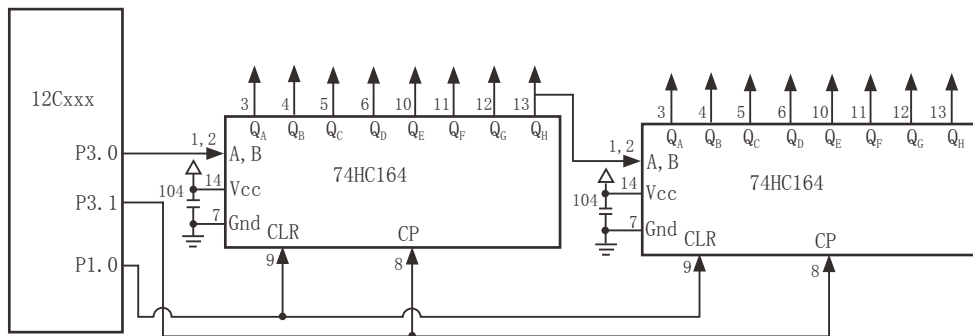 12Cxxx
P3.0
P3.1
P1.0
3 4 5 6 10 11 12 13
QA QB QC QD QE QF QG QH
1,2
A,B
74HC164
14
Vcc
104
7
Gnd
CLR
CP
9
8
3 4 5 6 10 11 12 13
QA QB QC QD QE QF QG QH
1,2
A,B
74HC164
14
Vcc
104
7
Gnd
CLR
CP
9
8